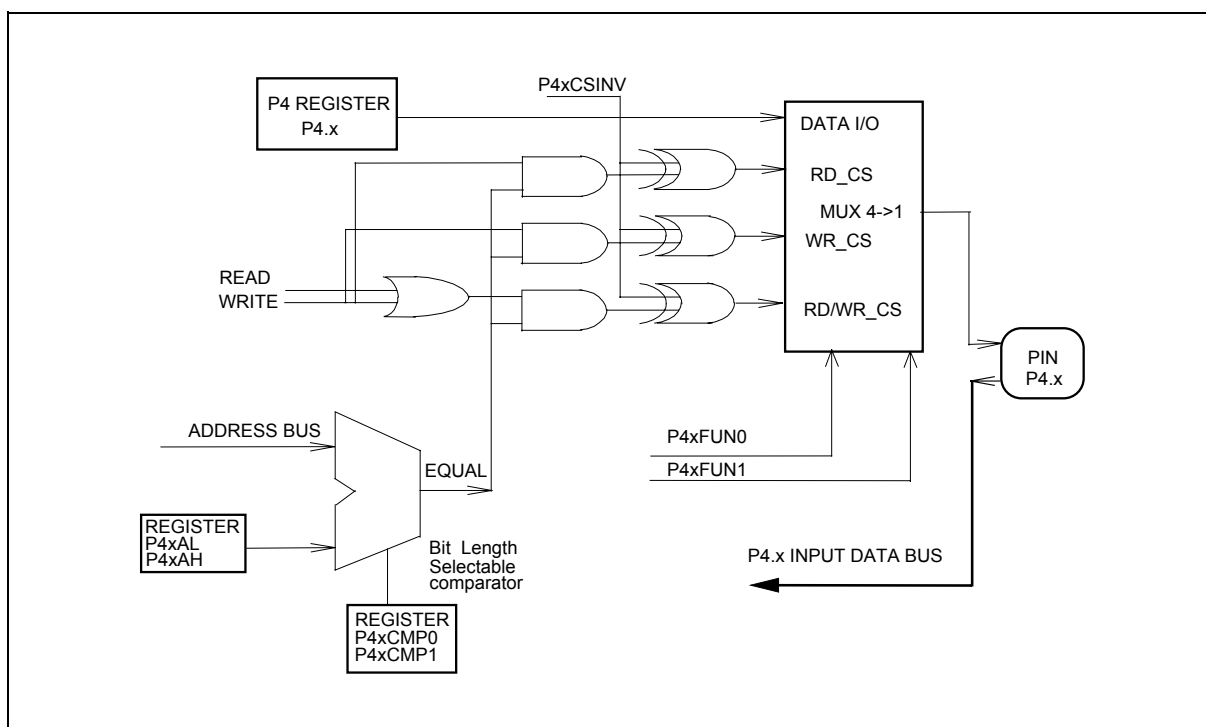 P4xCSINV
P4 REGISTER
P4.x
DATA I/O
RD_CS
MUX 4->1
WR_CS
READ
WRITE
RD/WR_CS
PIN
P4.x
ADDRESS BUS
P4xFUN0
EQUAL
P4xFUN1
REGISTER
P4xAL
P4xAH
Bit Length
Selectable
comparator
P4.x INPUT DATA BUS
REGISTER
P4xCMP0
P4xCMP1